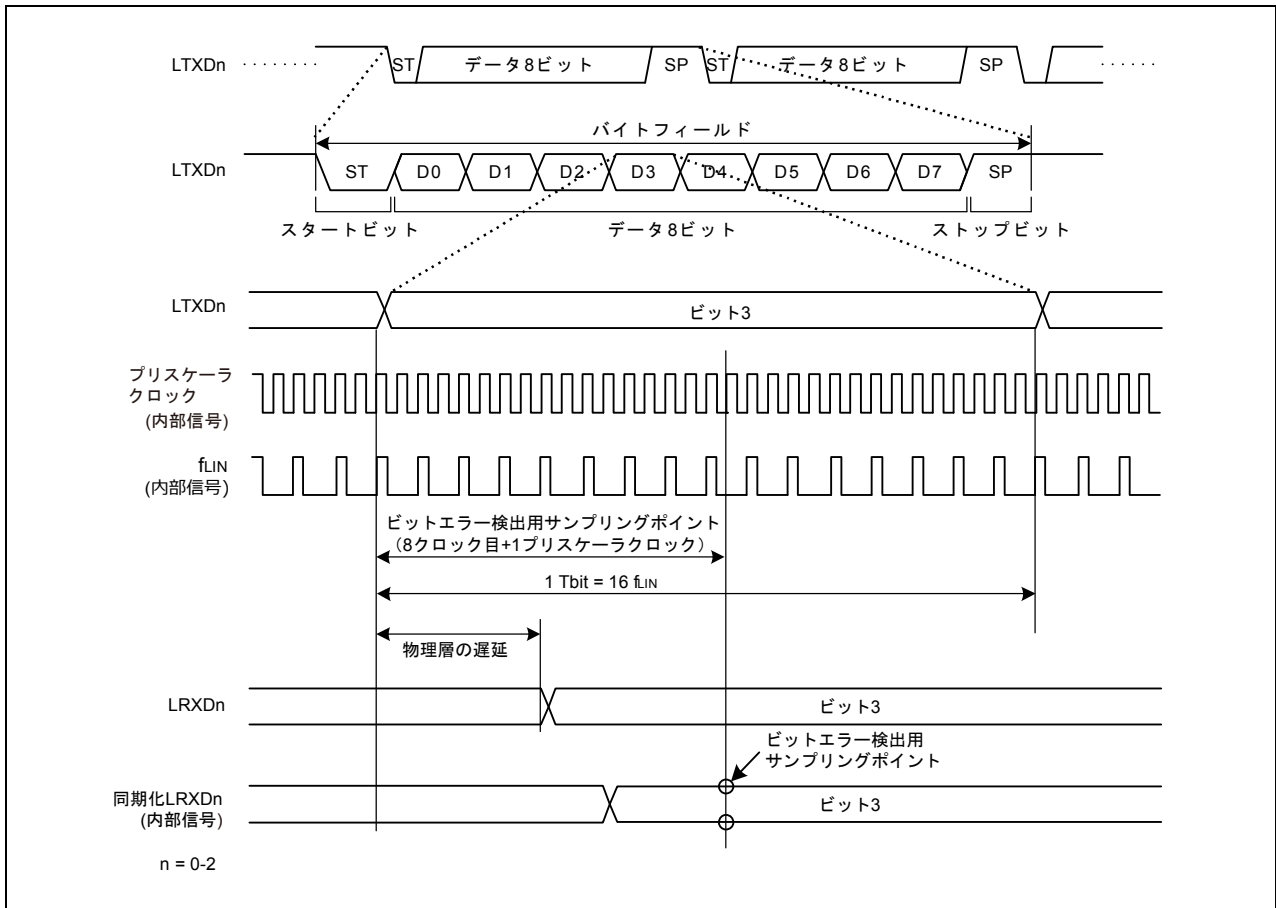 LTXDn ········ ST データ8ビット SP ST データ8ビット SP ······
バイトフィールド
LTXDn ST D0 D1 D2 D3 D4 D5 D6 D7 SP
スタートビット データ8ビット ストップビット
LTXDn ビット3
プリスケーラ
クロック
(内部信号)
fLIN
(内部信号)
ビットエラー検出用サンプリングポイント
(8クロック目+1プリスケーラクロック)
1 Tbit = 16 fLIN
物理層の遅延
LRXDn ビット3
ビットエラー検出用
サンプリングポイント
同期化LRXDn
(内部信号)
ビット3
n = 0-2